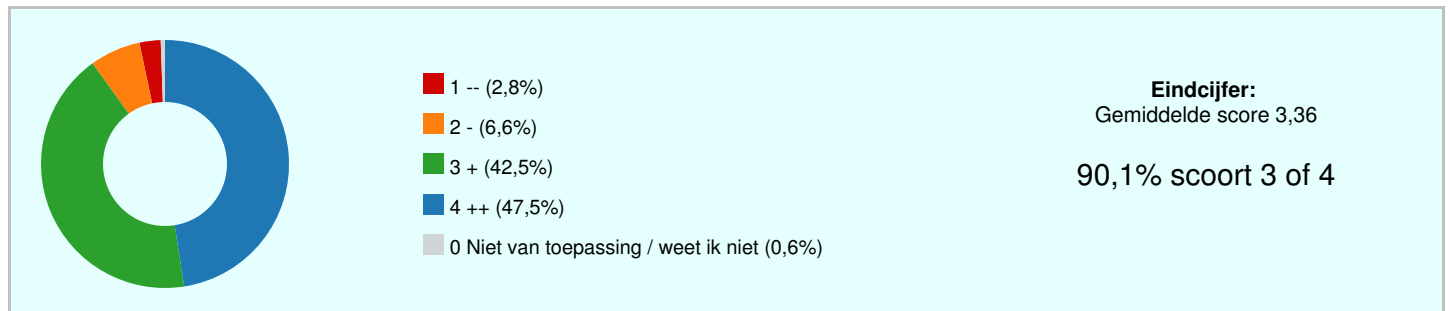 1 -- (2,8%)
2 - (6,6%)
3 + (42,5%)
4 ++ (47,5%)
0 Niet van toepassing / weet ik niet (0,6%)
Eindcijfer:
Gemiddelde score 3,36
90,1% scoort 3 of 4